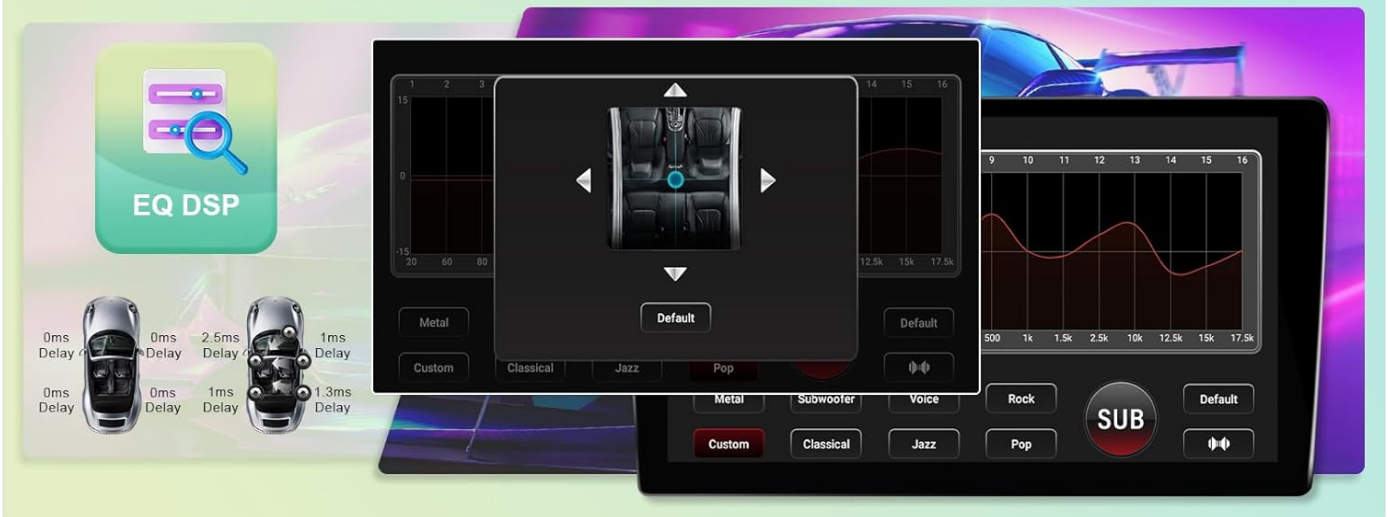 EQ DSP
0ms
Delay
0ms
Delay
2.5ms
Delay
1ms
Delay
0ms
Delay
0ms
Delay
1ms
Delay
1.3ms
Delay
1 2 3 14 15 16
15
0
-15
20 60 80 12.5k 15k 17.5k
Default
Metal Default
Custom Classical Jazz Pop
9 10 11 12 13 14 15 16
500 1k 1.5k 2.5k 10k 12.5k 15k 17.5k
Metal Subwoofer Voice Rock SUB Default
Custom Classical Jazz Pop